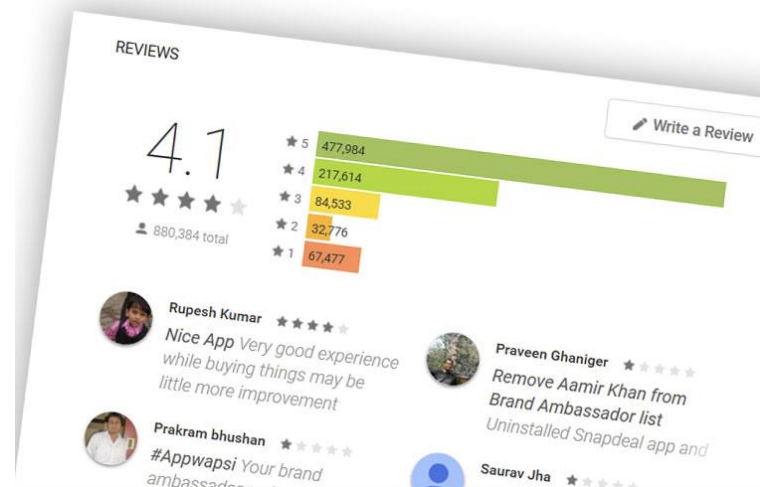 REVIEWS
Write a Review
4.1
880,384 total
5 477,984
4 217,614
3 84,533
2 32,776
1 67,477
Rupesh Kumar
Nice App Very good experience
while buying things may be
little more improvement
Praveen Ghaniger
Remove Aamir Khan from
Brand Ambassador list
Uninstalled Snapdeal app and
Prakram bhushan
#Appwapsi Your brand
ambassador
Saurav Jha